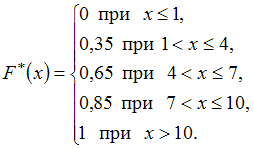 0 при x ≤ 1,
0,35 при 1 < x ≤ 4,
F*(x) = { 0,65 при 4 < x ≤ 7,
0,85 при 7 < x ≤ 10,
1 при x > 10.